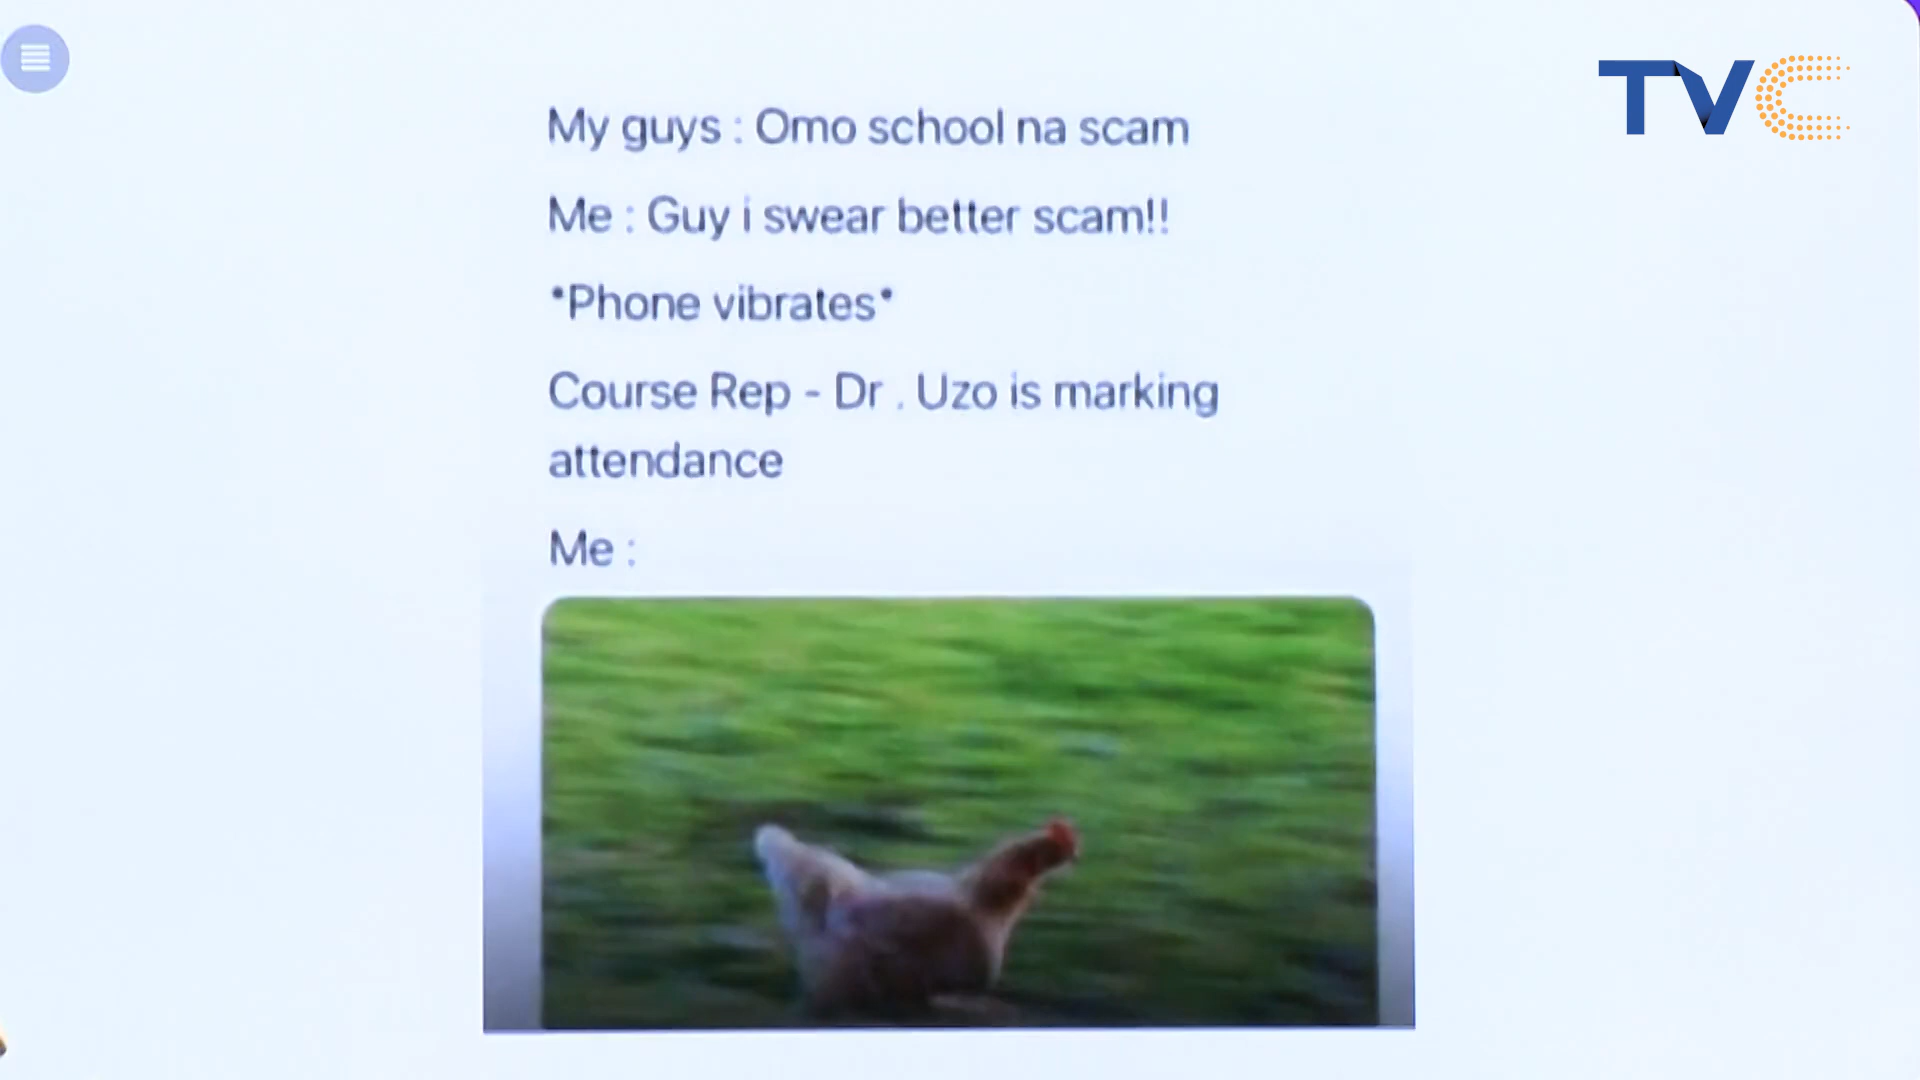 TVC
My guys : Omo school na scam
Me : Guy i swear better scam!!
*Phone vibrates*
Course Rep - Dr . Uzo is marking
attendance
Me :